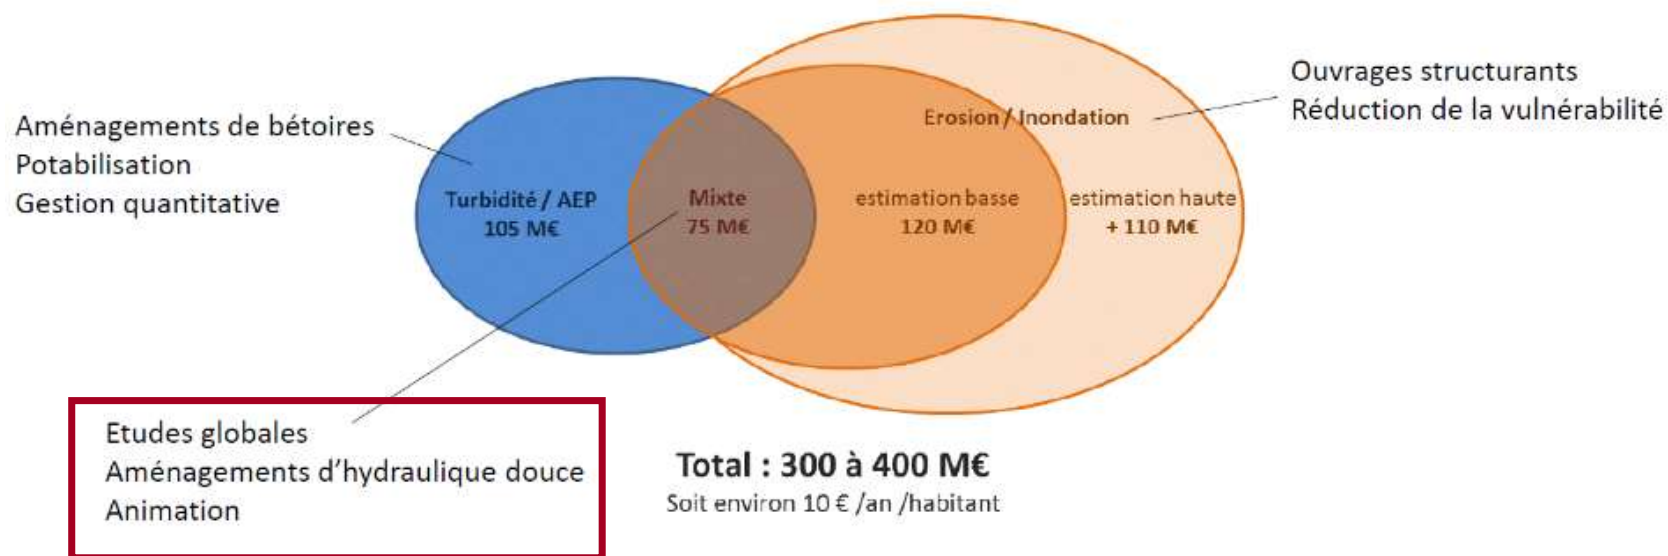 Aménagements de bétoires
Potabilisation
Gestion quantitative
Turbidité / AEP
105 M€
Mixte
75 M€
Erosion / Inondation
estimation basse
120 M€
estimation haute
+ 110 M€
Ouvrages structurants
Réduction de la vulnérabilité
Etudes globales
Aménagements d’hydraulique douce
Animation
Total : 300 à 400 M€
Soit environ 10 € /an /habitant